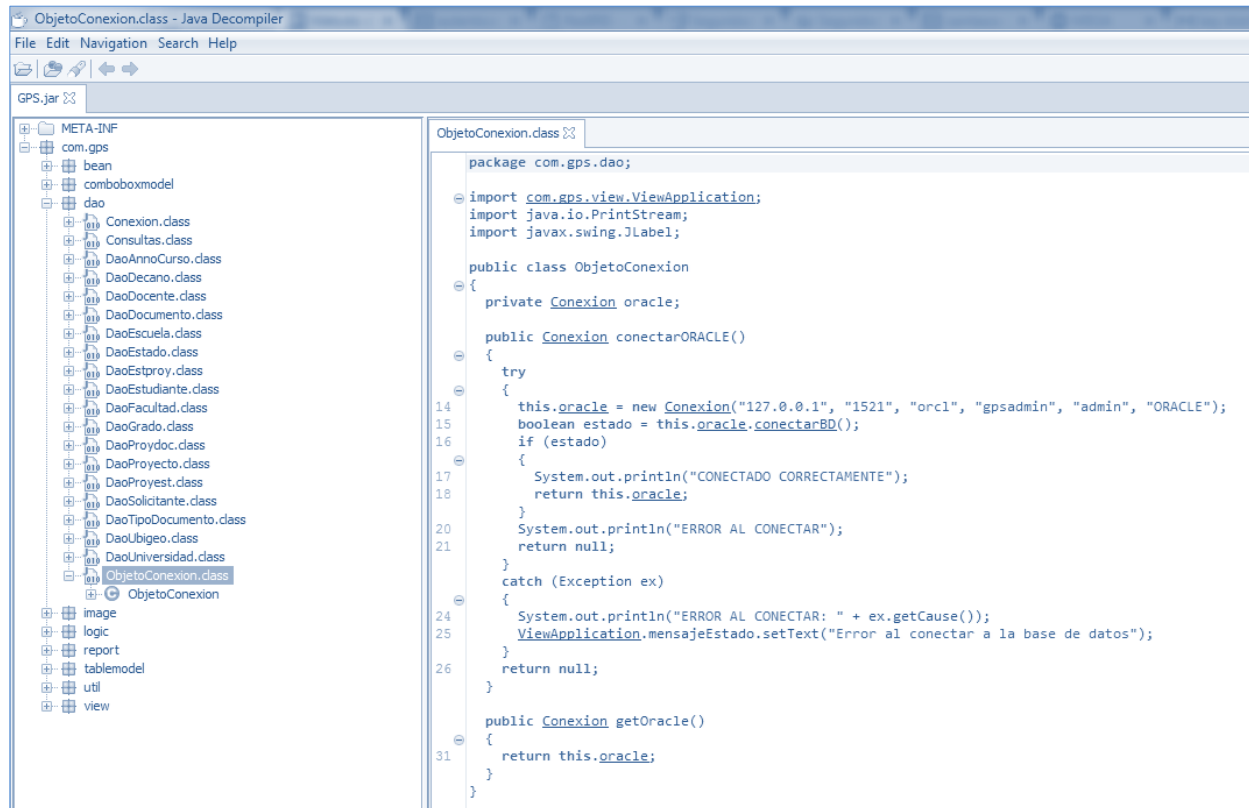 ObjetoConexion.class - Java Decompiler
File Edit Navigation Search Help
GPS.jar
META-INF
com.gps
bean
comboboxmodel
dao
Conexion.class
Consultas.class
DaoAnnoCurso.class
DaoDecano.class
DaoDocente.class
DaoDocumento.class
DaoEscuela.class
DaoEstado.class
DaoEstproy.class
DaoEstudiante.class
DaoFacultad.class
DaoGrado.class
DaoProydoc.class
DaoProyecto.class
DaoProyest.class
DaoSolicitante.class
DaoTipoDocumento.class
DaoUbigeo.class
DaoUniversidad.class
ObjetoConexion.class
ObjetoConexion
image
logic
report
tablemodel
util
view
ObjetoConexion.class
package com.gps.dao;
import com.gps.view.ViewApplication;
import java.io.PrintStream;
import javax.swing.JLabel;
public class ObjetoConexion
{
private Conexion oracle;
public Conexion conectarORACLE()
{
try
{
14 this.oracle = new Conexion("127.0.0.1", "1521", "orcl", "gpsadmin", "admin", "ORACLE");
15 boolean estado = this.oracle.conectarBD();
16 if (estado)
{
17 System.out.println("CONECTADO CORRECTAMENTE");
18 return this.oracle;
}
20 System.out.println("ERROR AL CONECTAR");
21 return null;
}
catch (Exception ex)
{
24 System.out.println("ERROR AL CONECTAR: " + ex.getCause());
25 ViewApplication.mensajeEstado.setText("Error al conectar a la base de datos");
}
26 return null;
}
public Conexion getOracle()
{
31 return this.oracle;
}
}